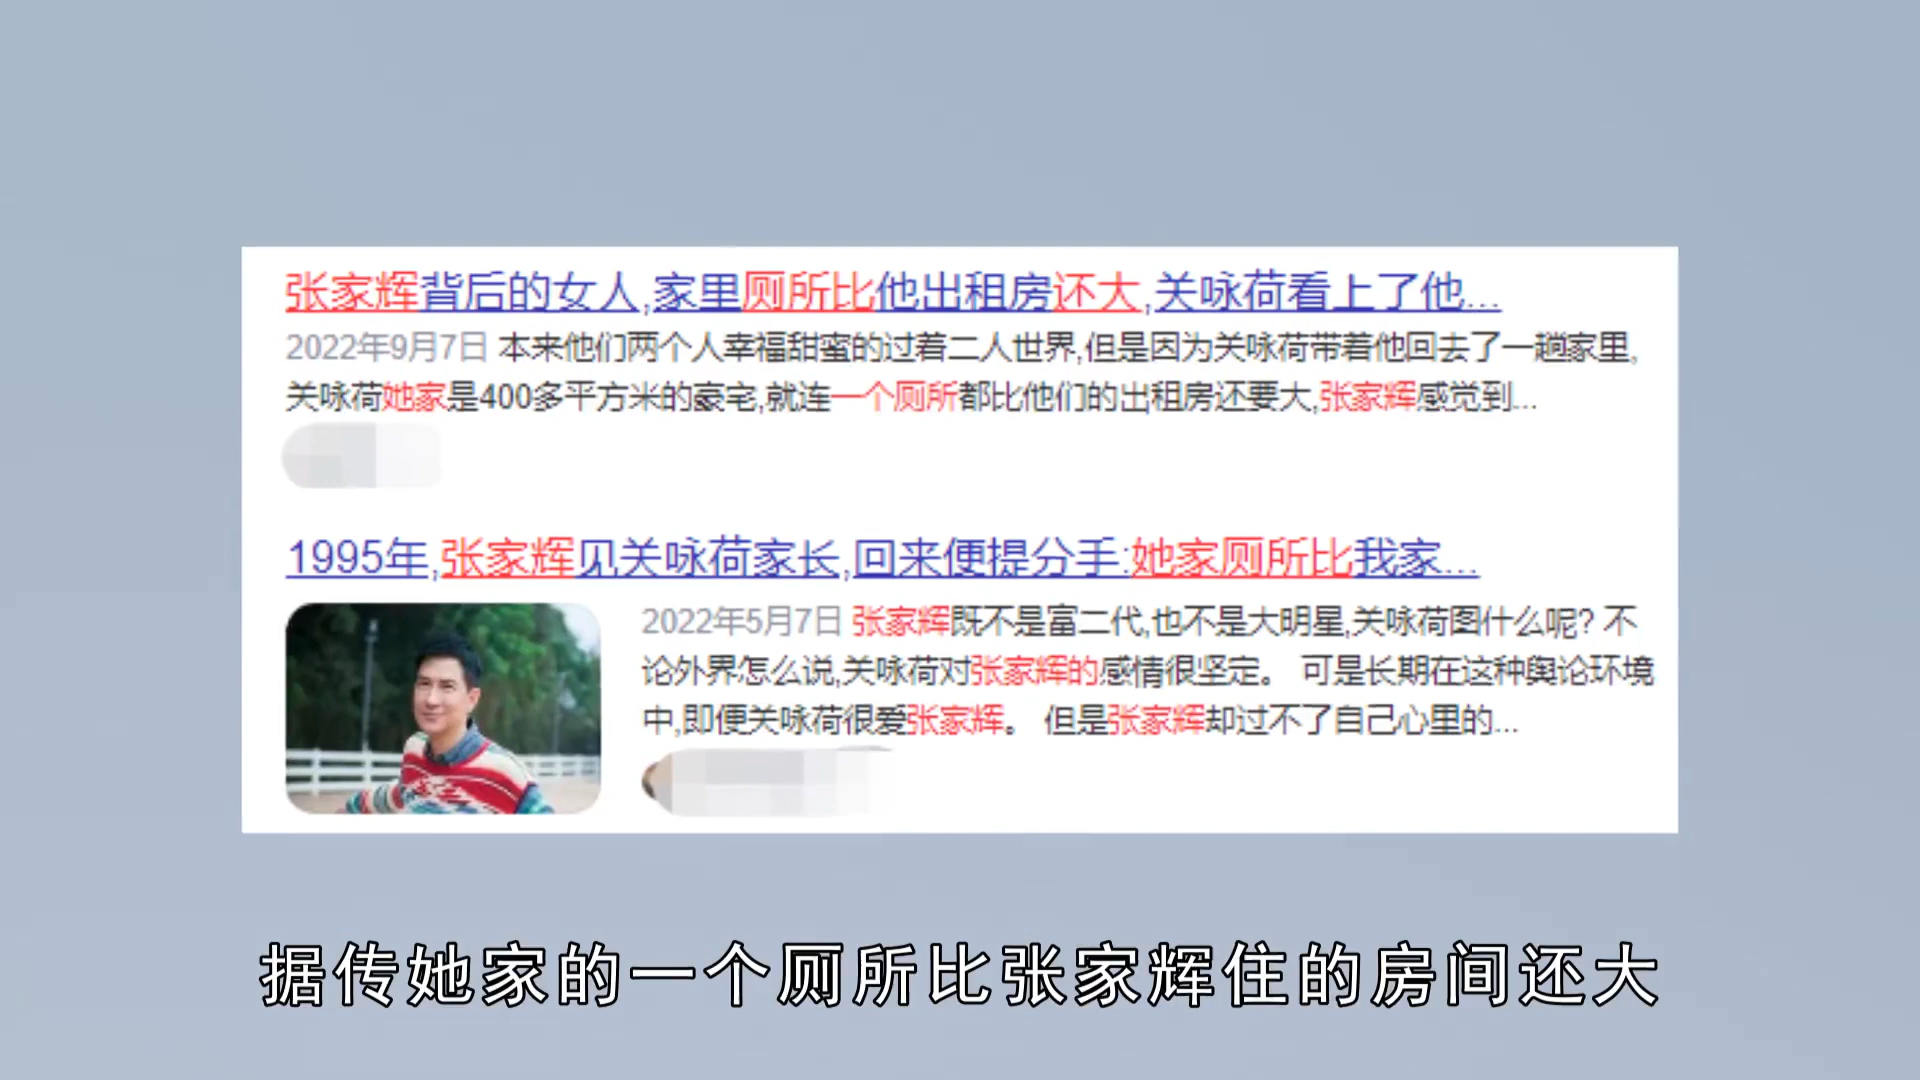 张家辉背后的女人,家里厕所比他出租房还大,关咏荷看上了他...
2022年9月7日 本来他们两个人幸福甜蜜的过着二人世界,但是因为关咏荷带着他回去了一趟家里,
关咏荷她家是400多平方米的豪宅,就连一个厕所都比他们的出租房还要大,张家辉感觉到...
1995年,张家辉见关咏荷家长,回来便提分手:她家厕所比我家...
2022年5月7日 张家辉既不是富二代,也不是大明星,关咏荷图什么呢? 不
论外界怎么说,关咏荷对张家辉的感情很坚定。 可是长期在这种舆论环境
中,即便关咏荷很爱张家辉。 但是张家辉却过不了自己心里的...
据传她家的一个厕所比张家辉住的房间还大